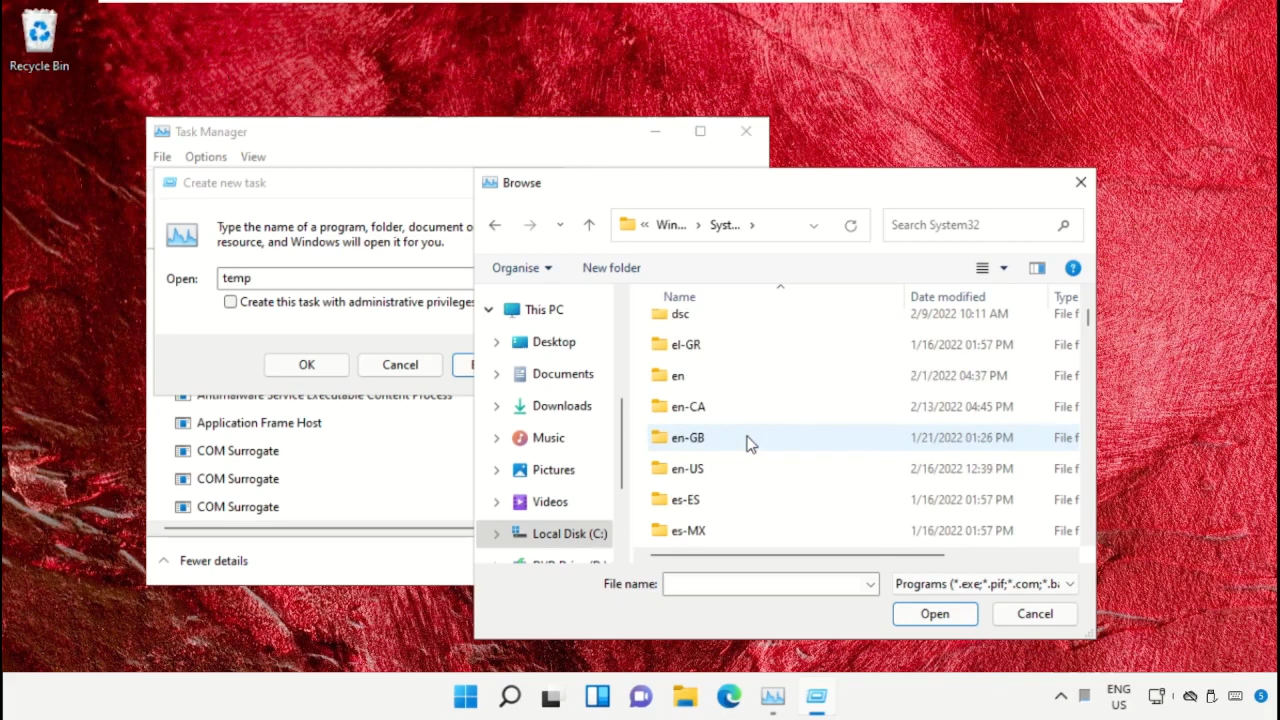 Recycle Bin
Task Manager
File Options View
Create new task
Type the name of a program, folder, document o
resource, and Windows will open it for you.
Open: temp
Create this task with administrative privileges
OK Cancel
Antimalware Service Executable Content Process
Application Frame Host
COM Surrogate
COM Surrogate
COM Surrogate
Fewer details
Browse
« Win... › Syst... ›
Search System32
Organise New folder
This PC
Desktop
Documents
Downloads
Music
Pictures
Videos
Local Disk (C:)
Name Date modified Type
dsc 2/9/2022 10:11 AM File f
el-GR 1/16/2022 01:57 PM File f
en 2/1/2022 04:37 PM File f
en-CA 2/13/2022 04:45 PM File f
en-GB 1/21/2022 01:26 PM File f
en-US 2/16/2022 12:39 PM File f
es-ES 1/16/2022 01:57 PM File f
es-MX 1/16/2022 01:57 PM File f
File name: Programs (*.exe;*.pif;*.com;*.ba
Open Cancel
ENG
US
5